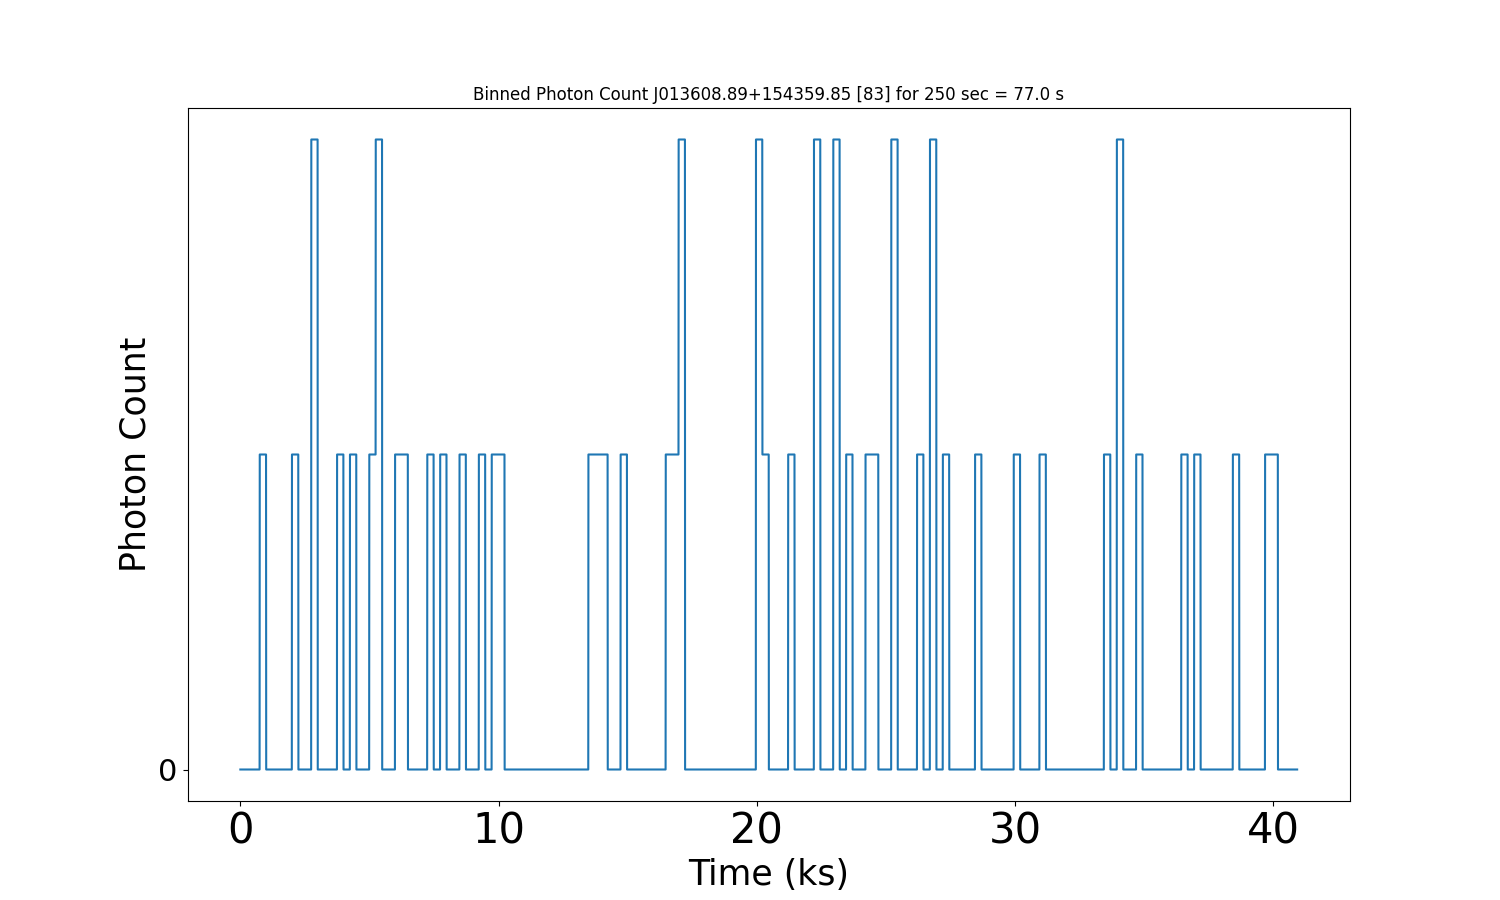 Binned Photon Count J013608.89+154359.85 [83] for 250 sec = 77.0 s
Photon Count
0
0 10 20 30 40
Time (ks)